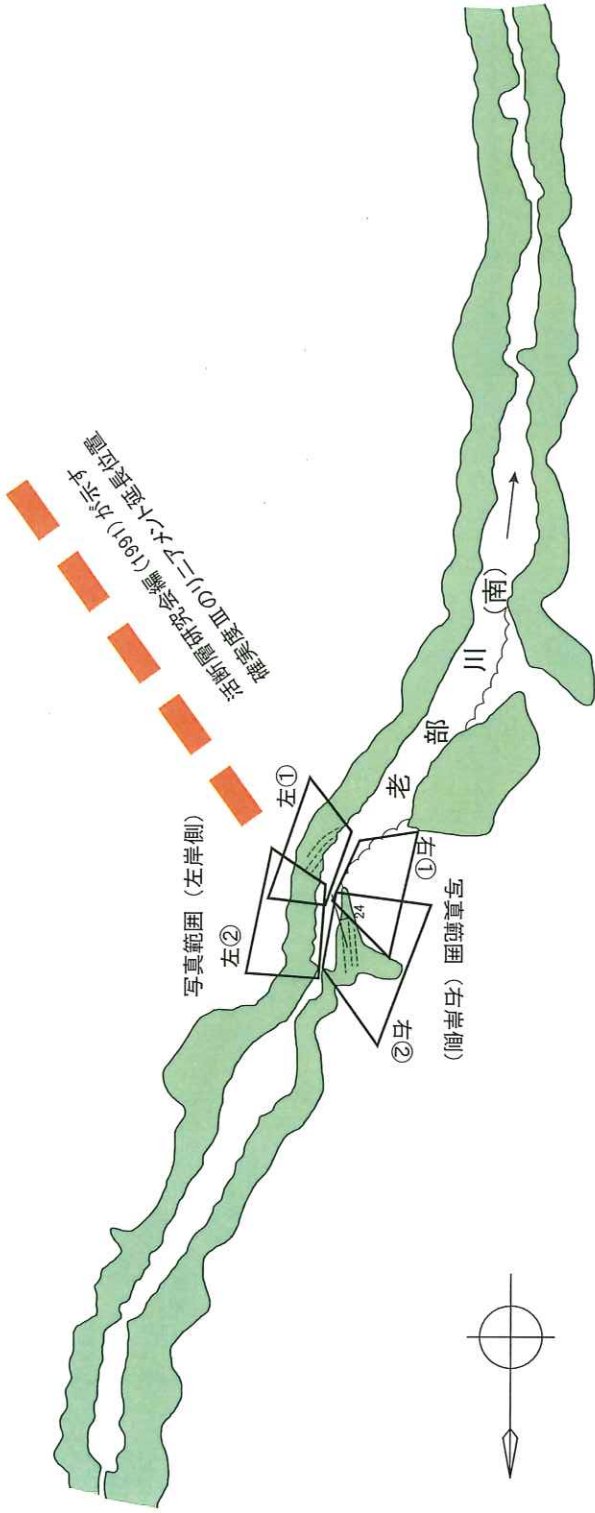 活断層研究会編（1991）が示す
確実度Ⅲのリニアメント延長位置
写真範囲（左岸側）
左①
左②
老部川（南）
右①
24
右②
写真範囲（右岸側）